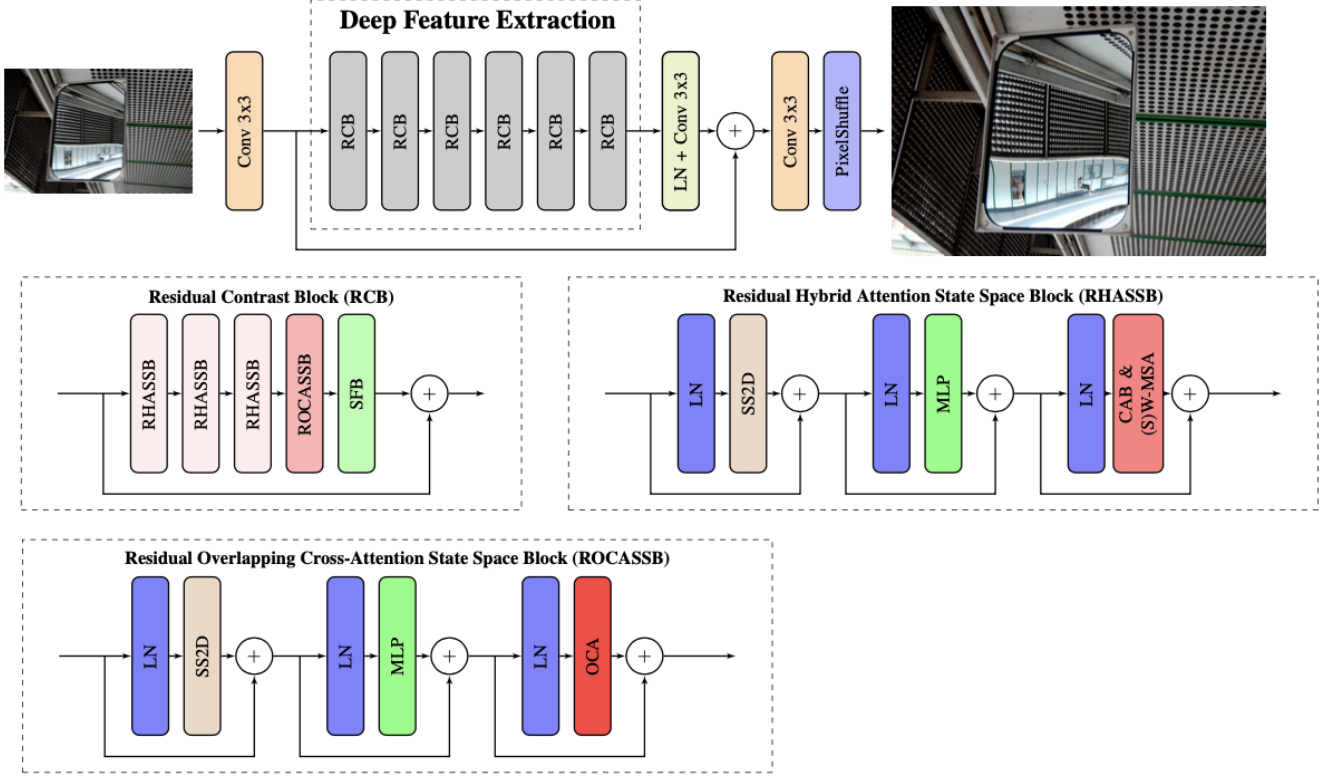 Deep Feature Extraction
Conv 3x3
RCB
RCB
RCB
RCB
RCB
RCB
LN + Conv 3x3
+
Conv 3x3
PixelShuffle
Residual Contrast Block (RCB)
RHASSB
RHASSB
RHASSB
ROCASSB
SFB
+
Residual Hybrid Attention State Space Block (RHASSB)
LN
SS2D
+
LN
MLP
+
LN
CAB &
(S)W-MSA
+
Residual Overlapping Cross-Attention State Space Block (ROCASSB)
LN
SS2D
+
LN
MLP
+
LN
OCA
+